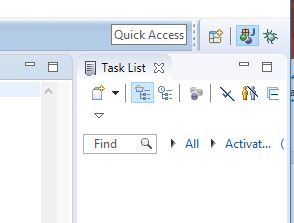 Quick Access
Task List
Find All Activat... (